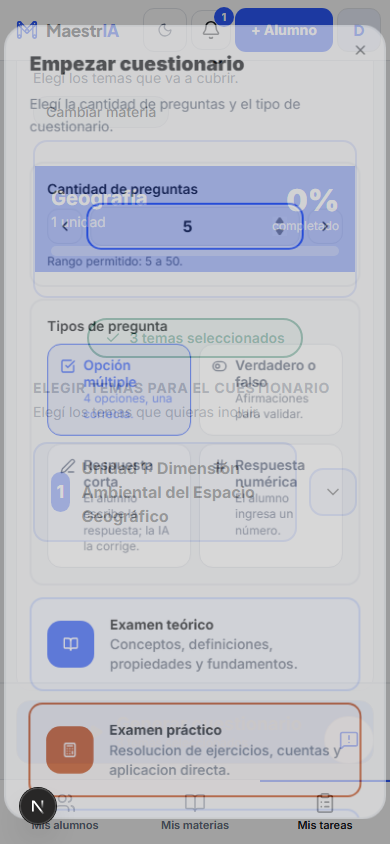 MaestrIA
1
+ Alumno
D
Empezar cuestionario
Elegí los temas que va a cubrir.
Elegí la cantidad de preguntas y el tipo de
cuestionario.
Cambiar materia
Cantidad de preguntas
Geografía
0%
1 unidad
completado
5
Rango permitido: 5 a 50.
Tipos de pregunta
3 temas seleccionados
Opción
múltiple
4 opciones, una
correcta.
Verdadero o
falso
Afirmaciones
para validar.
ELEGIR TEMAS PARA EL CUESTIONARIO
Elegí los temas que quieras incluir.
Respuesta
corta
El alumno
escribe la
respuesta; la IA
la corrige.
Respuesta
numérica
El alumno
ingresa un
número.
1
Unidad 1: Dimensión
Ambiental del Espacio
Geográfico
Examen teórico
Conceptos, definiciones,
propiedades y fundamentos.
Examen práctico
Resolucion de ejercicios, cuentas y
aplicacion directa.
N
Mis alumnos
Mis materias
Mis tareas